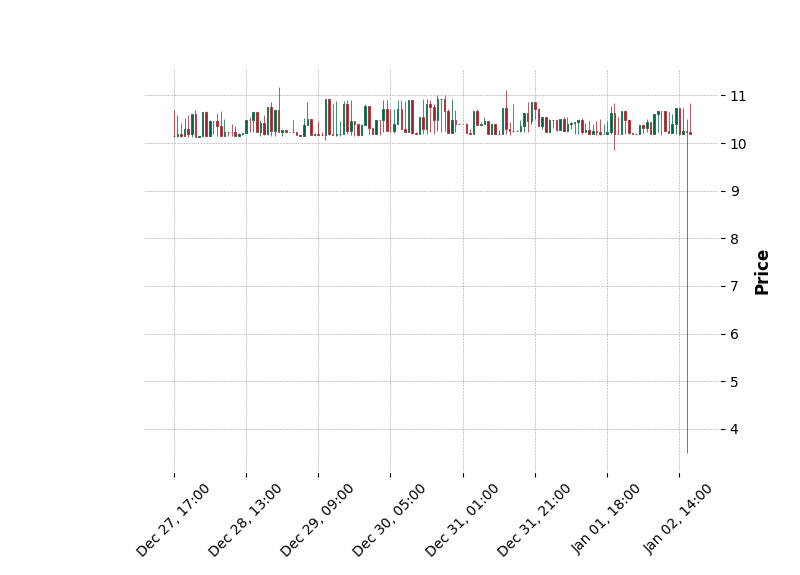 11
10
9
8
7
6
5
4
Price
Dec 27, 17:00
Dec 28, 13:00
Dec 29, 09:00
Dec 30, 05:00
Dec 31, 01:00
Dec 31, 21:00
Jan 01, 18:00
Jan 02, 14:00